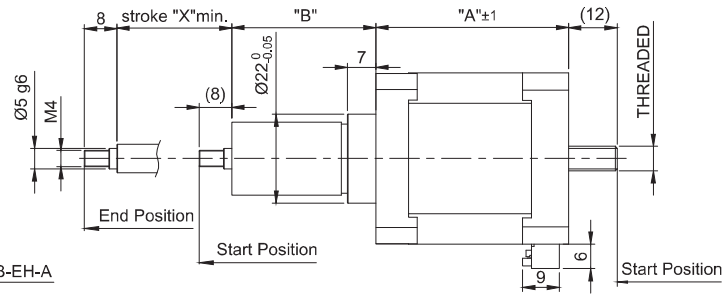 8
stroke "X"min.
"B"
"A"±1
(12)
7
Ø22 0 -0.05
(8)
Ø5 g6
M4
THREADED
End Position
Start Position
6
9
Start Position
B-EH-A